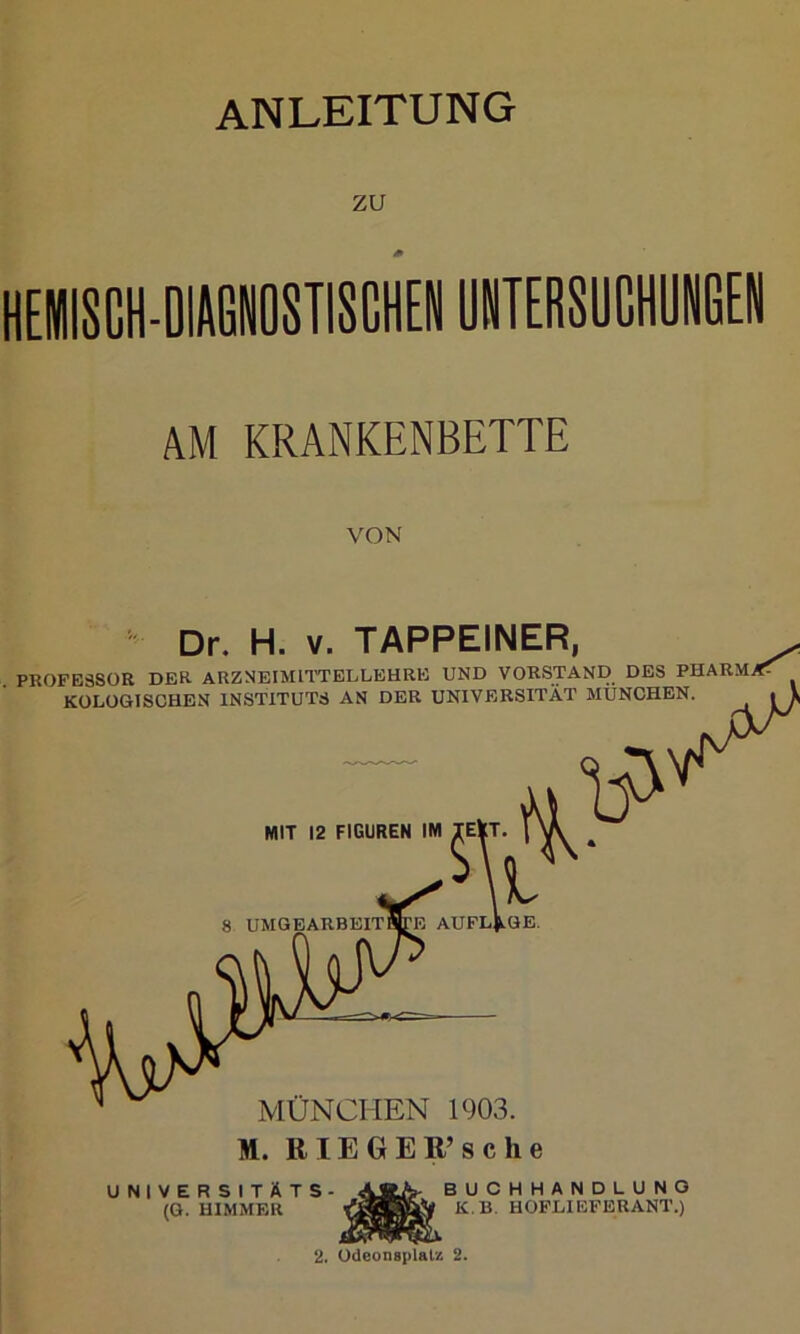 ANLEITUNG
ZU
HEMISCH-DIAGNOSTISCHEN UNTERSUCHUNGEN
AM KRANKENBETTE
VON
Dr. H. v. TAPPEINER,
. PROFESSOR DER ARZNEIMITTELLEHRE UND VORSTAND DES PHARMA-
KOLOGISCHEN INSTITUTS AN DER UNIVERSITÄT MÜNCHEN.
MIT 12 FIGUREN IM TEXT.
8 UMGEARBEITETE AUFLAGE.
MÜNCHEN 1903.
M. RIEGER'sche
UNIVERSITÄTS- BUCHHANDLUNG
(G. HIMMER K. B. HOFLIEFERANT.)
2. Odeonsplatz 2.